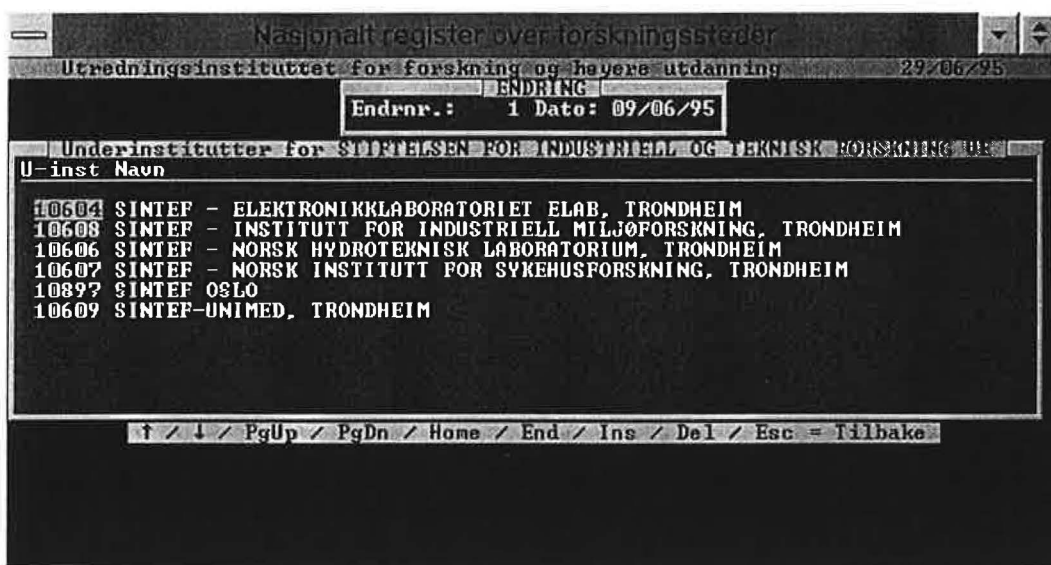 Nasjonalt register over forskningssteder
Utredningsinstituttet for forskning og høyere utdanning 29/06/95
ENDRING
Endrnr.: 1 Dato: 09/06/95
Underinstitutter for STIFTELSEN FOR INDUSTRIELL OG TEKNISK FORSKNING
U-inst Navn
10604 SINTEF - ELEKTRONIKKLABORATORIET ELAB, TRONDHEIM
10608 SINTEF - INSTITUTT FOR INDUSTRIELL MILJØFORSKNING, TRONDHEIM
10606 SINTEF - NORSK HYDROTEKNISK LABORATORIUM, TRONDHEIM
10607 SINTEF - NORSK INSTITUTT FOR SYKEHUSFORSKNING, TRONDHEIM
10897 SINTEF OSLO
10609 SINTEF-UNIMED, TRONDHEIM
↑ / ↓ / PgUp / PgDn / Home / End / Ins / Del / Esc = Tilbake